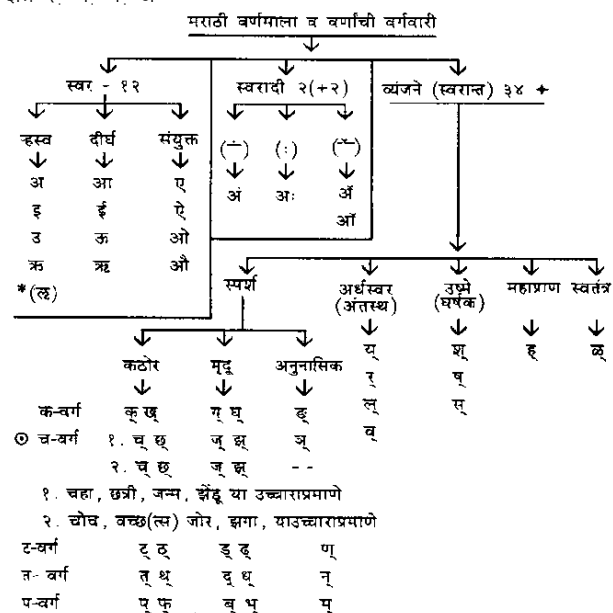 मराठी वर्णमाला व वर्णांची वर्गवारी
स्वर - १२ स्वरादी २(+२) व्यंजने (स्वरान्त) ३४ +
ऱ्हस्व दीर्घ संयुक्त (ं) (ः) (ँ)
अ आ ए अं अः ॲ
इ ई ऐ ऑ
उ ऊ ओ
ऋ ॠ औ
*(ऌ)
स्पर्श अर्धस्वर उष्मे महाप्राण स्वतंत्र
(अंतस्थ) (घर्षक)
य् श् ह् ळ्
कठोर मृदू अनुनासिक र् ष्
ल् स्
क-वर्ग क् ख् ग् घ् ङ् व्
⊙ च-वर्ग १. च् छ् ज् झ् ञ्
२. च् छ् ज् झ् --
१. चहा, छत्री, जन्म, झेंडू या उच्चाराप्रमाणे
२. चोच, वच्छ(त्स) जोर, झगा, याउच्चाराप्रमाणे
ट-वर्ग ट् ठ् ड् ढ् ण्
त- वर्ग त् थ् द् ध् न्
प-वर्ग प् फ् ब् भ् म्